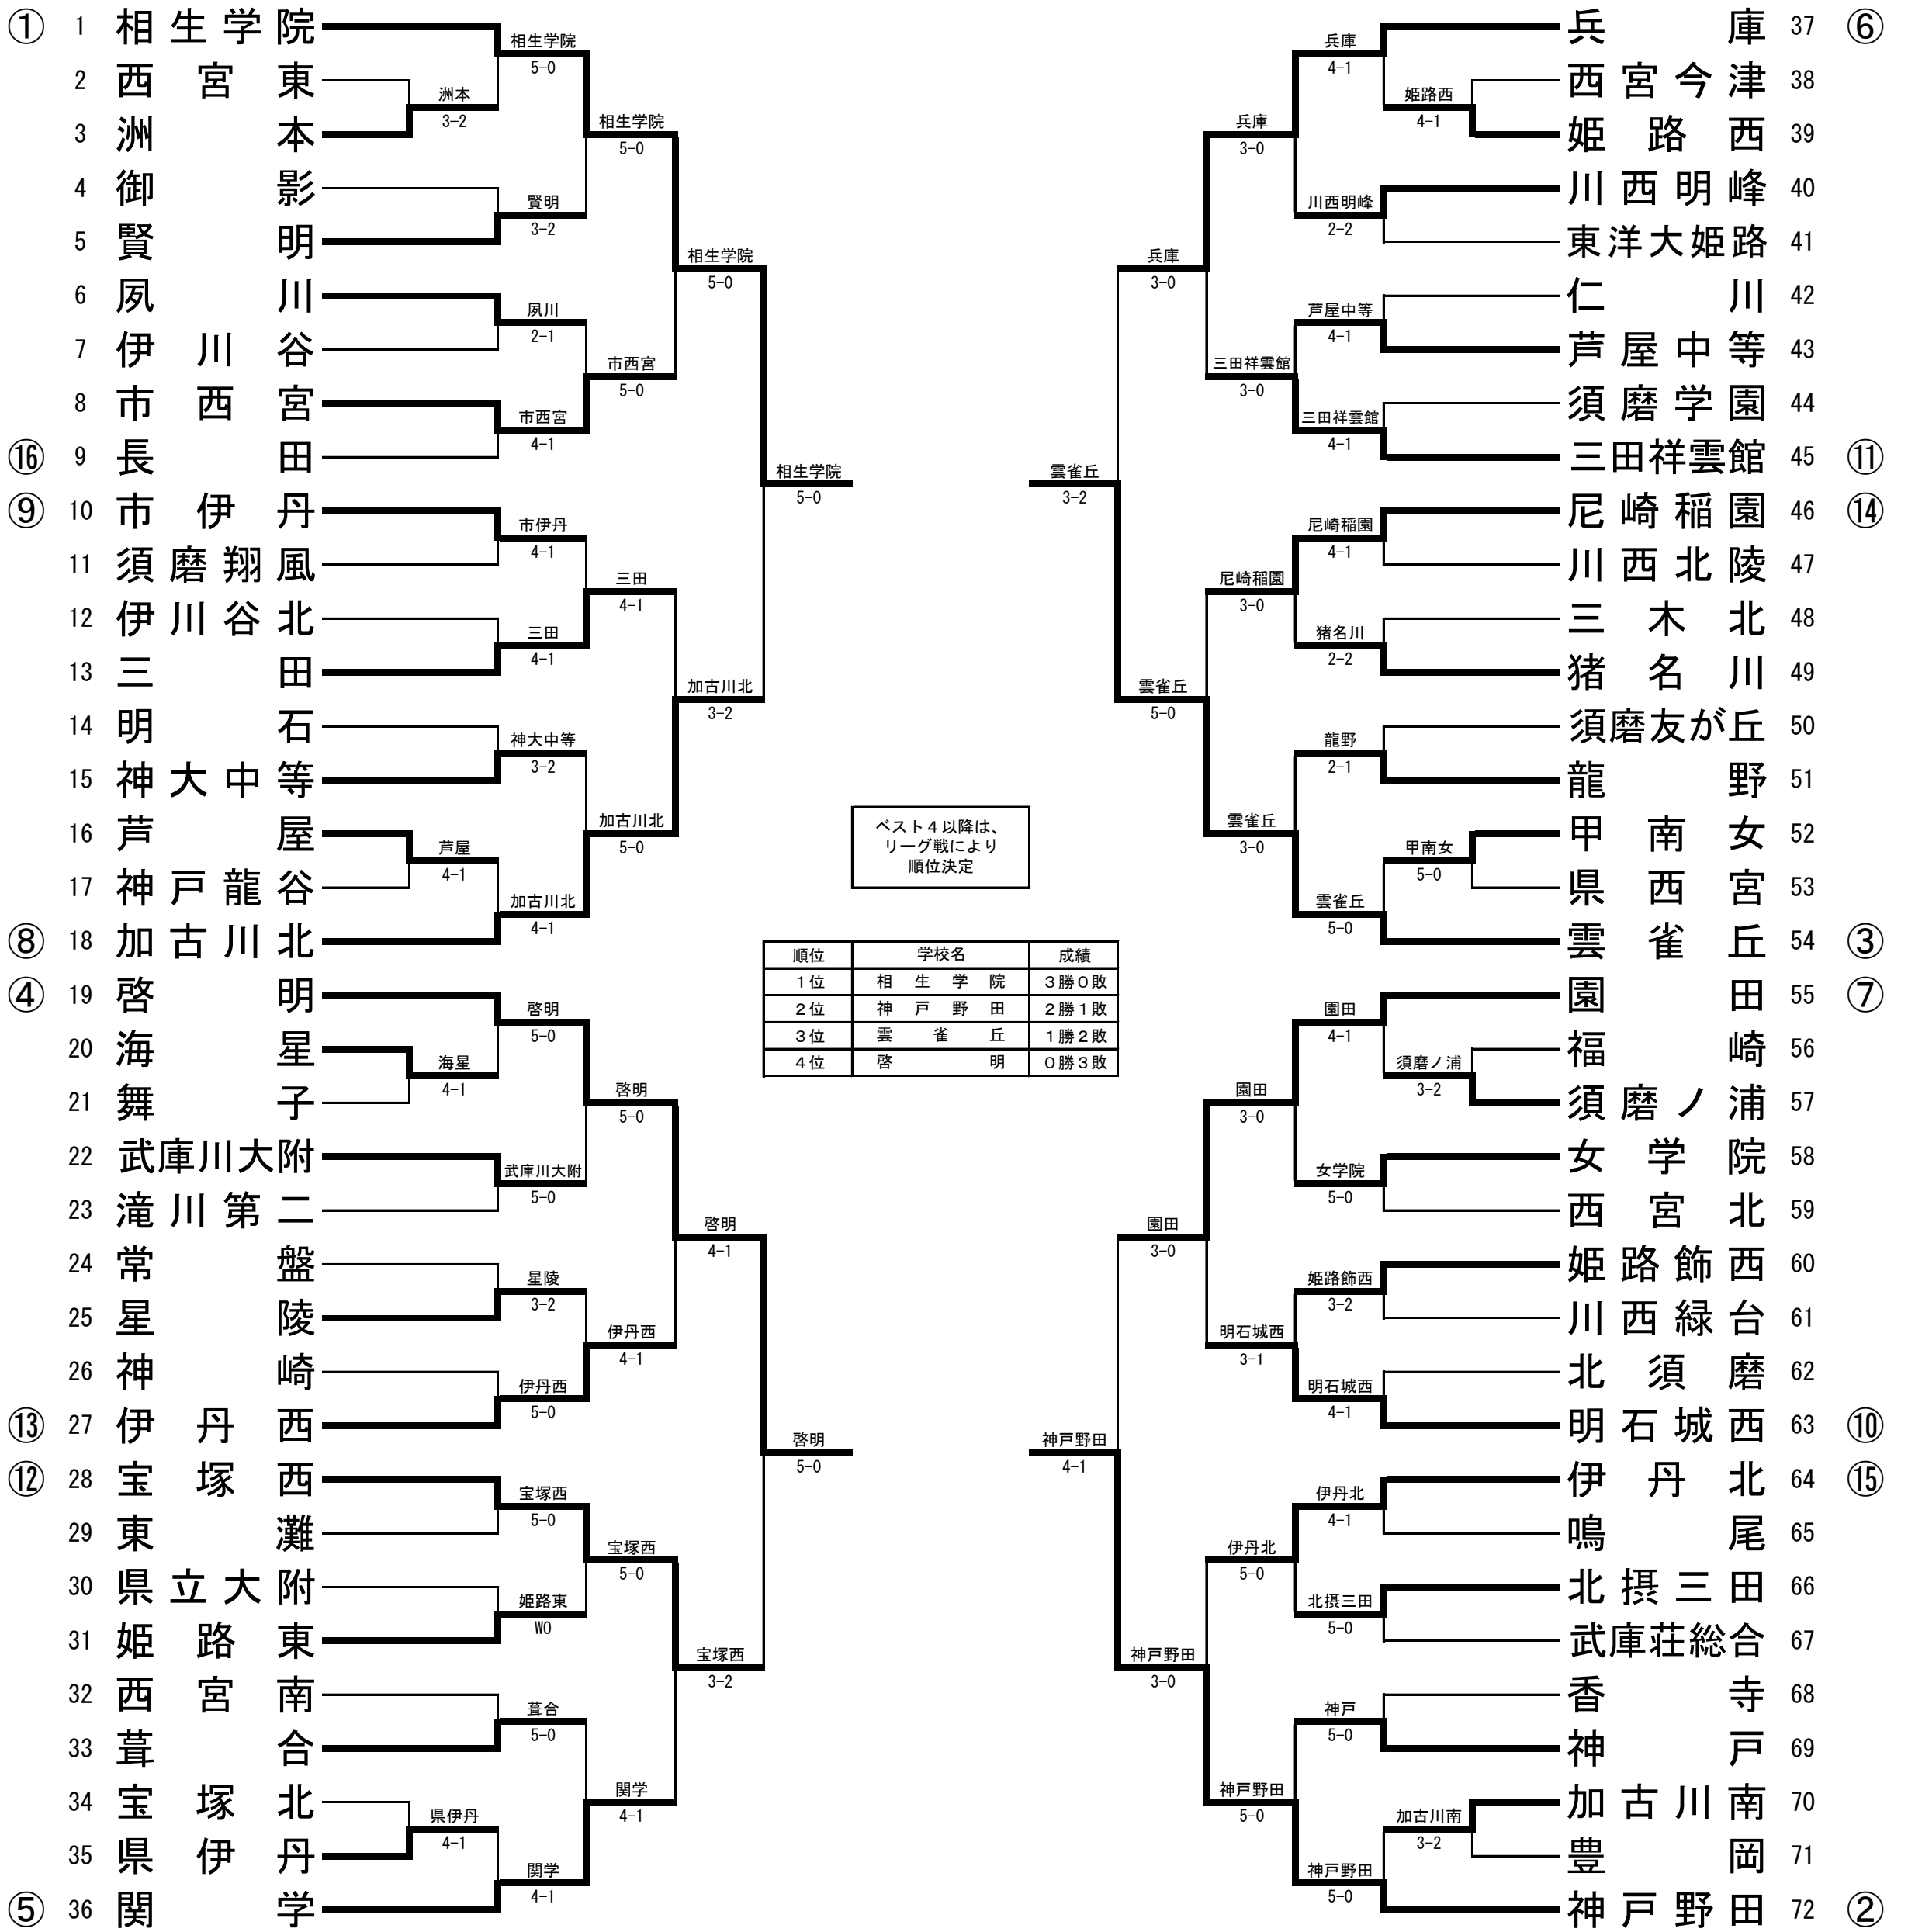 ① 1 相生学院
2 西宮東
3 洲本
4 御影
5 賢明
6 夙川
7 伊川谷
8 市西宮
⑯ 9 長田
⑨ 10 市伊丹
11 須磨翔風
12 伊川谷北
13 三田
14 明石
15 神大中等
16 芦屋
17 神戸龍谷
⑧ 18 加古川北
④ 19 啓明
20 海星
21 舞子
22 武庫川大附
23 滝川第二
24 常盤
25 星陵
26 神崎
⑬ 27 伊丹西
⑫ 28 宝塚西
29 東灘
30 県立大附
31 姫路東
32 西宮南
33 葺合
34 宝塚北
35 県伊丹
⑤ 36 関学
洲本
3-2
芦屋
4-1
海星
4-1
県伊丹
4-1
相生学院
5-0
賢明
3-2
夙川
2-1
市西宮
4-1
市伊丹
4-1
三田
4-1
神大中等
3-2
加古川北
4-1
啓明
5-0
武庫川大附
5-0
星陵
3-2
伊丹西
5-0
宝塚西
5-0
姫路東
WO
葺合
5-0
関学
4-1
相生学院
5-0
市西宮
5-0
三田
4-1
加古川北
5-0
啓明
5-0
伊丹西
4-1
宝塚西
5-0
関学
4-1
相生学院
5-0
加古川北
3-2
啓明
4-1
宝塚西
3-2
相生学院
5-0
啓明
5-0
ベスト4以降は、
リーグ戦により
順位決定
順位 学校名 成績
1位 相生学院 3勝0敗
2位 神戸野田 2勝1敗
3位 雲雀丘 1勝2敗
4位 啓明 0勝3敗
雲雀丘
3-2
神戸野田
4-1
兵庫
3-0
雲雀丘
5-0
園田
3-0
神戸野田
3-0
兵庫
3-0
三田祥雲館
3-0
尼崎稲園
3-0
雲雀丘
3-0
園田
3-0
明石城西
3-1
伊丹北
5-0
神戸野田
5-0
兵庫
4-1
川西明峰
2-2
芦屋中等
4-1
三田祥雲館
4-1
尼崎稲園
4-1
猪名川
2-2
龍野
2-1
雲雀丘
5-0
園田
4-1
女学院
5-0
姫路飾西
3-2
明石城西
4-1
伊丹北
4-1
北摂三田
5-0
神戸
5-0
神戸野田
5-0
姫路西
4-1
甲南女
5-0
須磨ノ浦
3-2
加古川南
3-2
兵庫 37 ⑥
西宮今津 38
姫路西 39
川西明峰 40
東洋大姫路 41
仁川 42
芦屋中等 43
須磨学園 44
三田祥雲館 45 ⑪
尼崎稲園 46 ⑭
川西北陵 47
三木北 48
猪名川 49
須磨友が丘 50
龍野 51
甲南女 52
県西宮 53
雲雀丘 54 ③
園田 55 ⑦
福崎 56
須磨ノ浦 57
女学院 58
西宮北 59
姫路飾西 60
川西緑台 61
北須磨 62
明石城西 63 ⑩
伊丹北 64 ⑮
鳴尾 65
北摂三田 66
武庫荘総合 67
香寺 68
神戸 69
加古川南 70
豊岡 71
神戸野田 72 ②